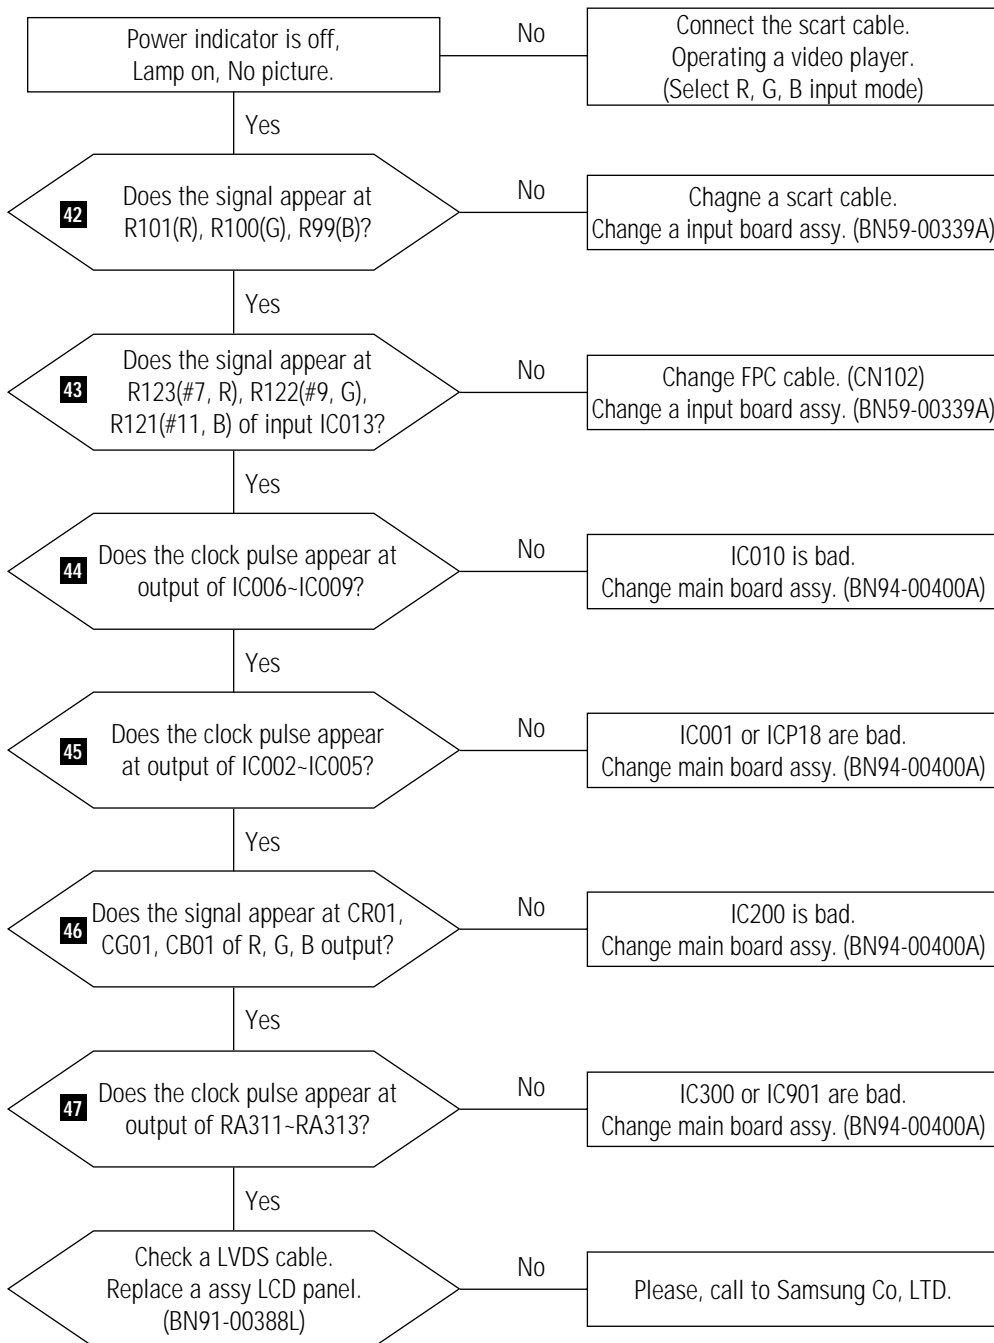 Power indicator is off,
Lamp on, No picture.
No
Connect the scart cable.
Operating a video player.
(Select R, G, B input mode)
Yes
42
Does the signal appear at
R101(R), R100(G), R99(B)?
No
Chagne a scart cable.
Change a input board assy. (BN59-00339A)
Yes
43
Does the signal appear at
R123(#7, R), R122(#9, G),
R121(#11, B) of input IC013?
No
Change FPC cable. (CN102)
Change a input board assy. (BN59-00339A)
Yes
44
Does the clock pulse appear at
output of IC006~IC009?
No
IC010 is bad.
Change main board assy. (BN94-00400A)
Yes
45
Does the clock pulse appear
at output of IC002~IC005?
No
IC001 or ICP18 are bad.
Change main board assy. (BN94-00400A)
Yes
46
Does the signal appear at CR01,
CG01, CB01 of R, G, B output?
No
IC200 is bad.
Change main board assy. (BN94-00400A)
Yes
47
Does the clock pulse appear at
output of RA311~RA313?
No
IC300 or IC901 are bad.
Change main board assy. (BN94-00400A)
Yes
Check a LVDS cable.
Replace a assy LCD panel.
(BN91-00388L)
No
Please, call to Samsung Co, LTD.